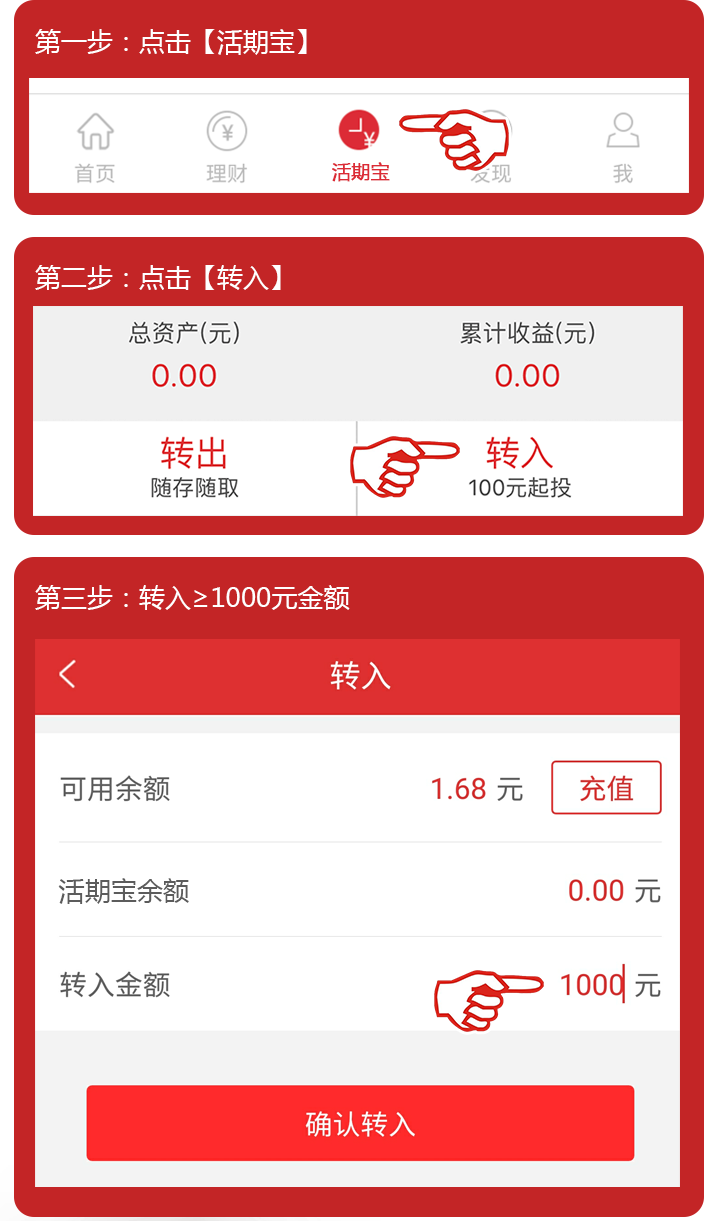 第一步：点击【活期宝】
首页 理财 活期宝 发现 我
第二步：点击【转入】
总资产(元) 累计收益(元)
0.00 0.00
转出 转入
随存随取 100元起投
第三步：转入≥1000元金额
转入
可用余额 1.68 元 充值
活期宝余额 0.00 元
转入金额 1000 元
确认转入